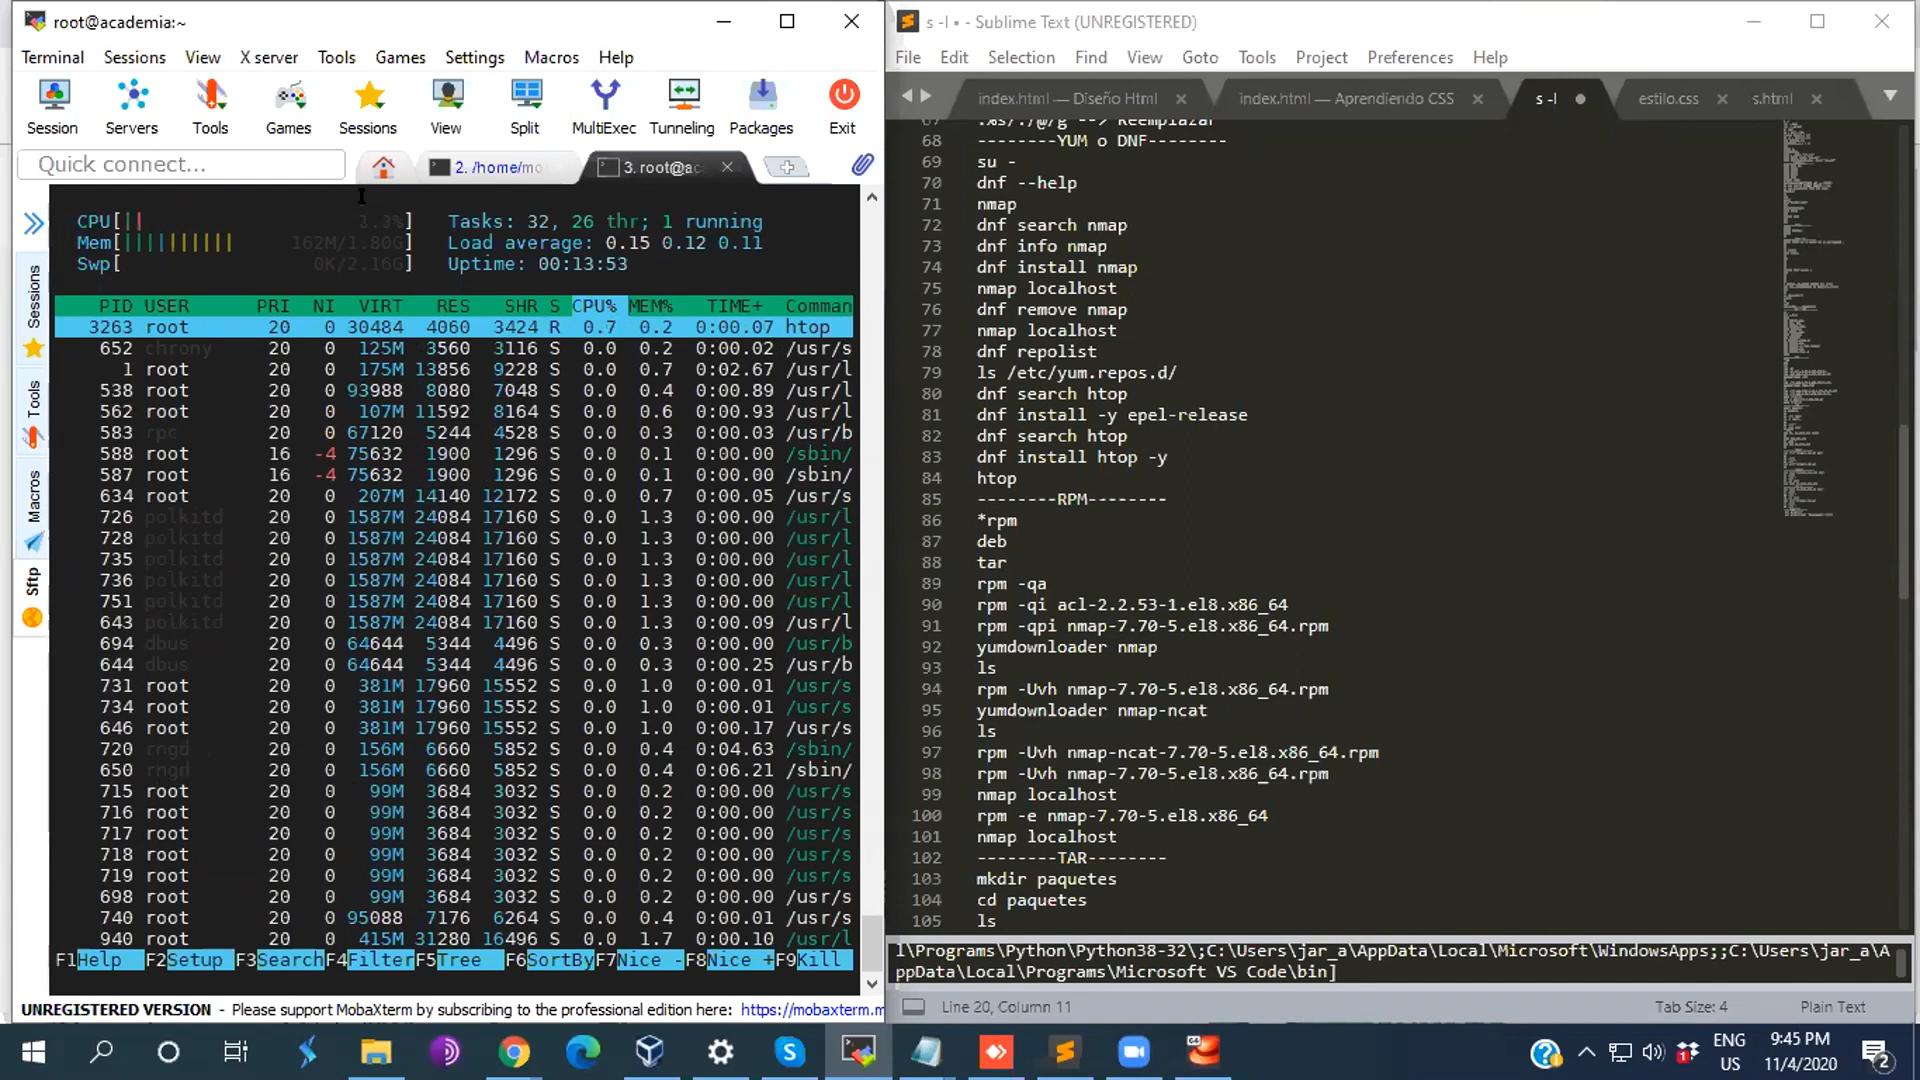 root@academia:~
Terminal Sessions View X server Tools Games Settings Macros Help
Session Servers Tools Games Sessions View Split MultiExec Tunneling Packages Exit
Quick connect...
2. /home/mo
3. root@ac
Sessions
Tools
Macros
Sftp
CPU[|| 3.3%] Tasks: 32, 26 thr; 1 running
Mem[||||||||||| 162M/1.80G] Load average: 0.15 0.12 0.11
Swp[ 0K/2.16G] Uptime: 00:13:53
PID USER PRI NI VIRT RES SHR S CPU% MEM% TIME+ Comman
3263 root 20 0 30484 4060 3424 R 0.7 0.2 0:00.07 htop
652 chrony 20 0 125M 3560 3116 S 0.0 0.2 0:00.02 /usr/s
1 root 20 0 175M 13856 9228 S 0.0 0.7 0:02.67 /usr/l
538 root 20 0 93988 8080 7048 S 0.0 0.4 0:00.89 /usr/l
562 root 20 0 107M 11592 8164 S 0.0 0.6 0:00.93 /usr/l
583 rpc 20 0 67120 5244 4528 S 0.0 0.3 0:00.03 /usr/b
588 root 16 -4 75632 1900 1296 S 0.0 0.1 0:00.00 /sbin/
587 root 16 -4 75632 1900 1296 S 0.0 0.1 0:00.00 /sbin/
634 root 20 0 207M 14140 12172 S 0.0 0.7 0:00.05 /usr/s
726 polkitd 20 0 1587M 24084 17160 S 0.0 1.3 0:00.00 /usr/l
728 polkitd 20 0 1587M 24084 17160 S 0.0 1.3 0:00.00 /usr/l
735 polkitd 20 0 1587M 24084 17160 S 0.0 1.3 0:00.00 /usr/l
736 polkitd 20 0 1587M 24084 17160 S 0.0 1.3 0:00.00 /usr/l
751 polkitd 20 0 1587M 24084 17160 S 0.0 1.3 0:00.00 /usr/l
643 polkitd 20 0 1587M 24084 17160 S 0.0 1.3 0:00.09 /usr/l
694 dbus 20 0 64644 5344 4496 S 0.0 0.3 0:00.00 /usr/b
644 dbus 20 0 64644 5344 4496 S 0.0 0.3 0:00.25 /usr/b
731 root 20 0 381M 17960 15552 S 0.0 1.0 0:00.01 /usr/s
734 root 20 0 381M 17960 15552 S 0.0 1.0 0:00.01 /usr/s
646 root 20 0 381M 17960 15552 S 0.0 1.0 0:00.17 /usr/s
720 rngd 20 0 156M 6660 5852 S 0.0 0.4 0:04.63 /sbin/
650 rngd 20 0 156M 6660 5852 S 0.0 0.4 0:06.21 /sbin/
715 root 20 0 99M 3684 3032 S 0.0 0.2 0:00.00 /usr/s
716 root 20 0 99M 3684 3032 S 0.0 0.2 0:00.00 /usr/s
717 root 20 0 99M 3684 3032 S 0.0 0.2 0:00.00 /usr/s
718 root 20 0 99M 3684 3032 S 0.0 0.2 0:00.00 /usr/s
719 root 20 0 99M 3684 3032 S 0.0 0.2 0:00.00 /usr/s
698 root 20 0 99M 3684 3032 S 0.0 0.2 0:00.00 /usr/s
740 root 20 0 95088 7176 6264 S 0.0 0.4 0:00.01 /usr/s
940 root 20 0 415M 31280 16496 S 0.0 1.7 0:00.10 /usr/l
F1Help F2Setup F3SearchF4FilterF5Tree F6SortByF7Nice -F8Nice +F9Kill
UNREGISTERED VERSION - Please support MobaXterm by subscribing to the professional edition here: https://mobaxterm.m
s -l • - Sublime Text (UNREGISTERED)
File Edit Selection View Goto Tools Project Preferences Help
index.html — Diseño Html
index.html — Aprendiendo CSS
s -l
estilo.css
s.html
67 :%s/./@/g --> Reemplazar
68 --------YUM o DNF--------
69 su -
70 dnf --help
71 nmap
72 dnf search nmap
73 dnf info nmap
74 dnf install nmap
75 nmap localhost
76 dnf remove nmap
77 nmap localhost
78 dnf repolist
79 ls /etc/yum.repos.d/
80 dnf search htop
81 dnf install -y epel-release
82 dnf search htop
83 dnf install htop -y
84 htop
85 --------RPM--------
86 *rpm
87 deb
88 tar
89 rpm -qa
90 rpm -qi acl-2.2.53-1.el8.x86_64
91 rpm -qpi nmap-7.70-5.el8.x86_64.rpm
92 yumdownloader nmap
93 ls
94 rpm -Uvh nmap-7.70-5.el8.x86_64.rpm
95 yumdownloader nmap-ncat
96 ls
97 rpm -Uvh nmap-ncat-7.70-5.el8.x86_64.rpm
98 rpm -Uvh nmap-7.70-5.el8.x86_64.rpm
99 nmap localhost
100 rpm -e nmap-7.70-5.el8.x86_64
101 nmap localhost
102 --------TAR--------
103 mkdir paquetes
104 cd paquetes
105 ls
l\Programs\Python\Python38-32\;C:\Users\jar_a\AppData\Local\Microsoft\WindowsApps;;C:\Users\jar_a\A
ppData\Local\Programs\Microsoft VS Code\bin]
Line 20, Column 11
Tab Size: 4
Plain Text
ENG
US
9:45 PM
11/4/2020
2